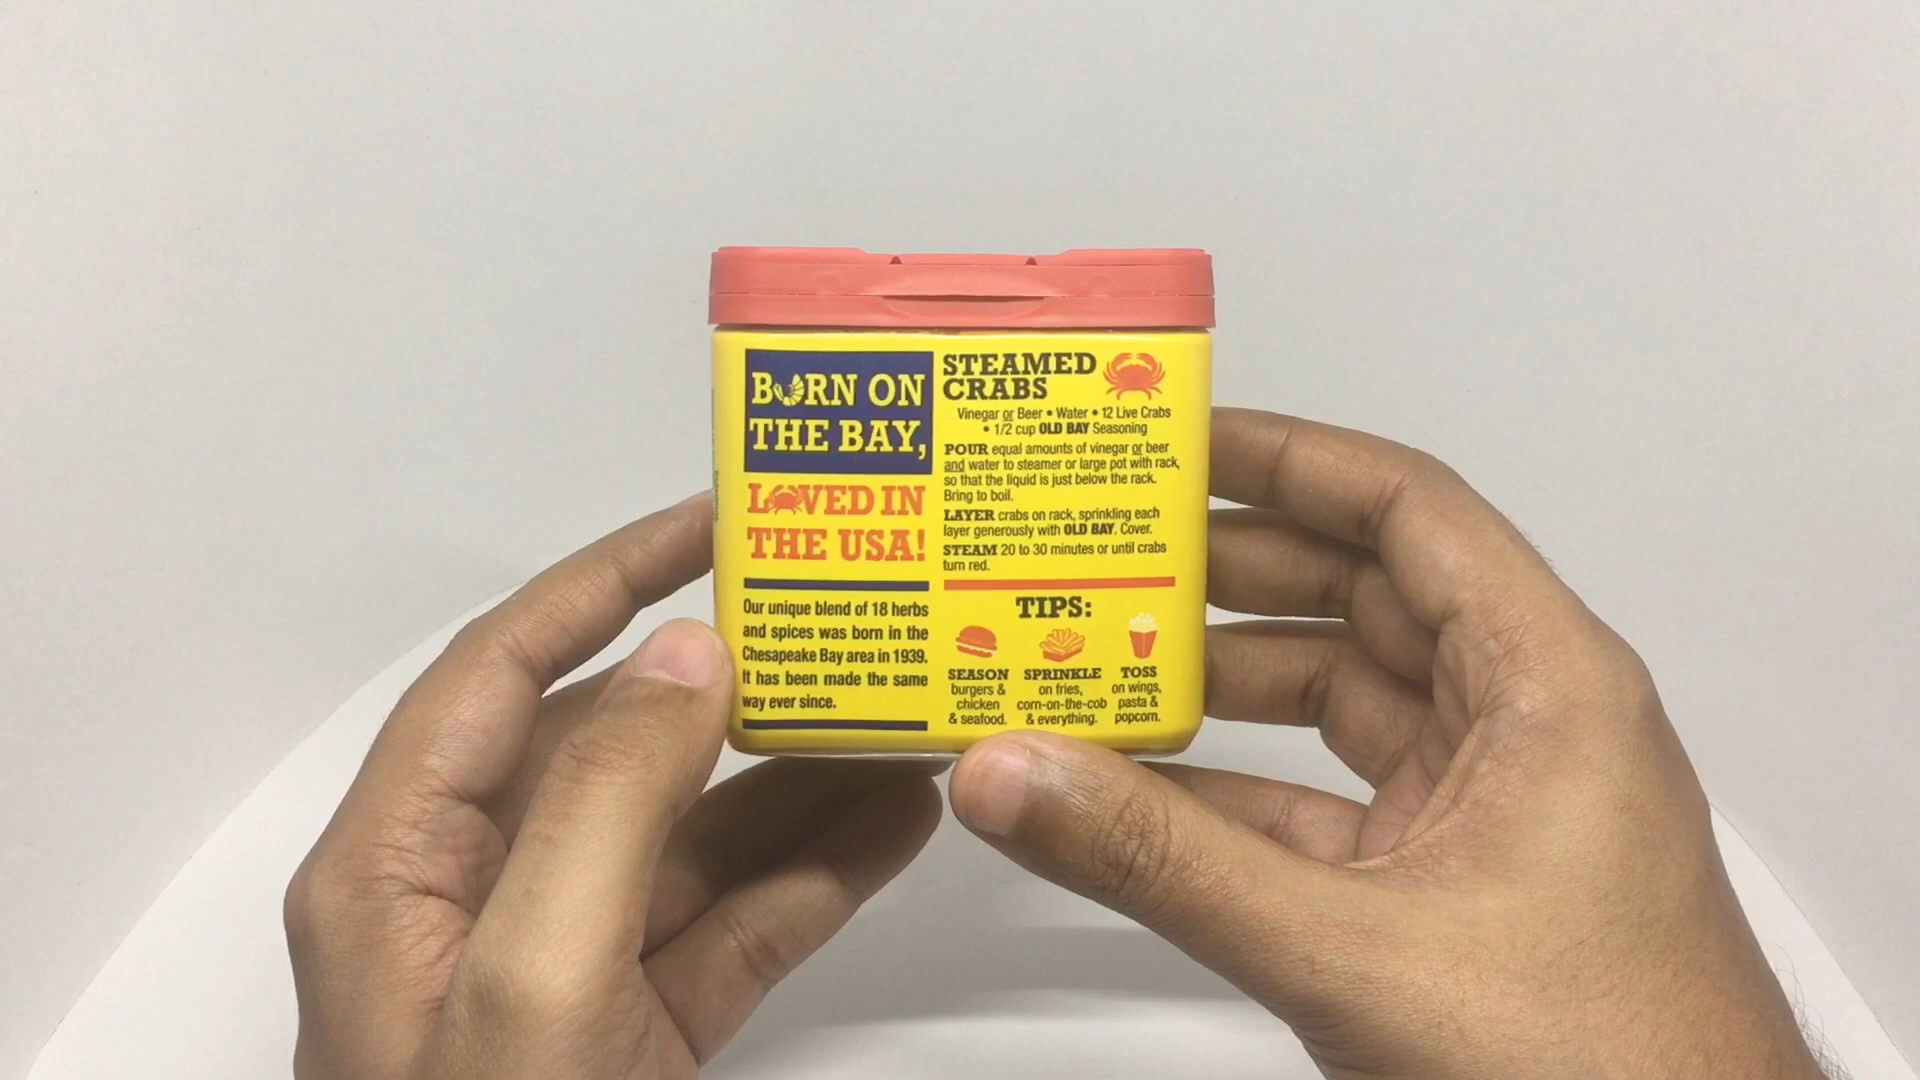 BORN ON
THE BAY,
LOVED IN
THE USA!
Our unique blend of 18 herbs
and spices was born in the
Chesapeake Bay area in 1939.
It has been made the same
way ever since.
STEAMED
CRABS
Vinegar or Beer • Water • 12 Live Crabs
• 1/2 cup OLD BAY Seasoning
POUR equal amounts of vinegar or beer
and water to steamer or large pot with rack,
so that the liquid is just below the rack.
Bring to boil.
LAYER crabs on rack, sprinkling each
layer generously with OLD BAY. Cover.
STEAM 20 to 30 minutes or until crabs
turn red.
TIPS:
SEASON
burgers &
chicken
& seafood.
SPRINKLE
on fries,
corn-on-the-cob
& everything.
TOSS
on wings,
pasta &
popcorn.